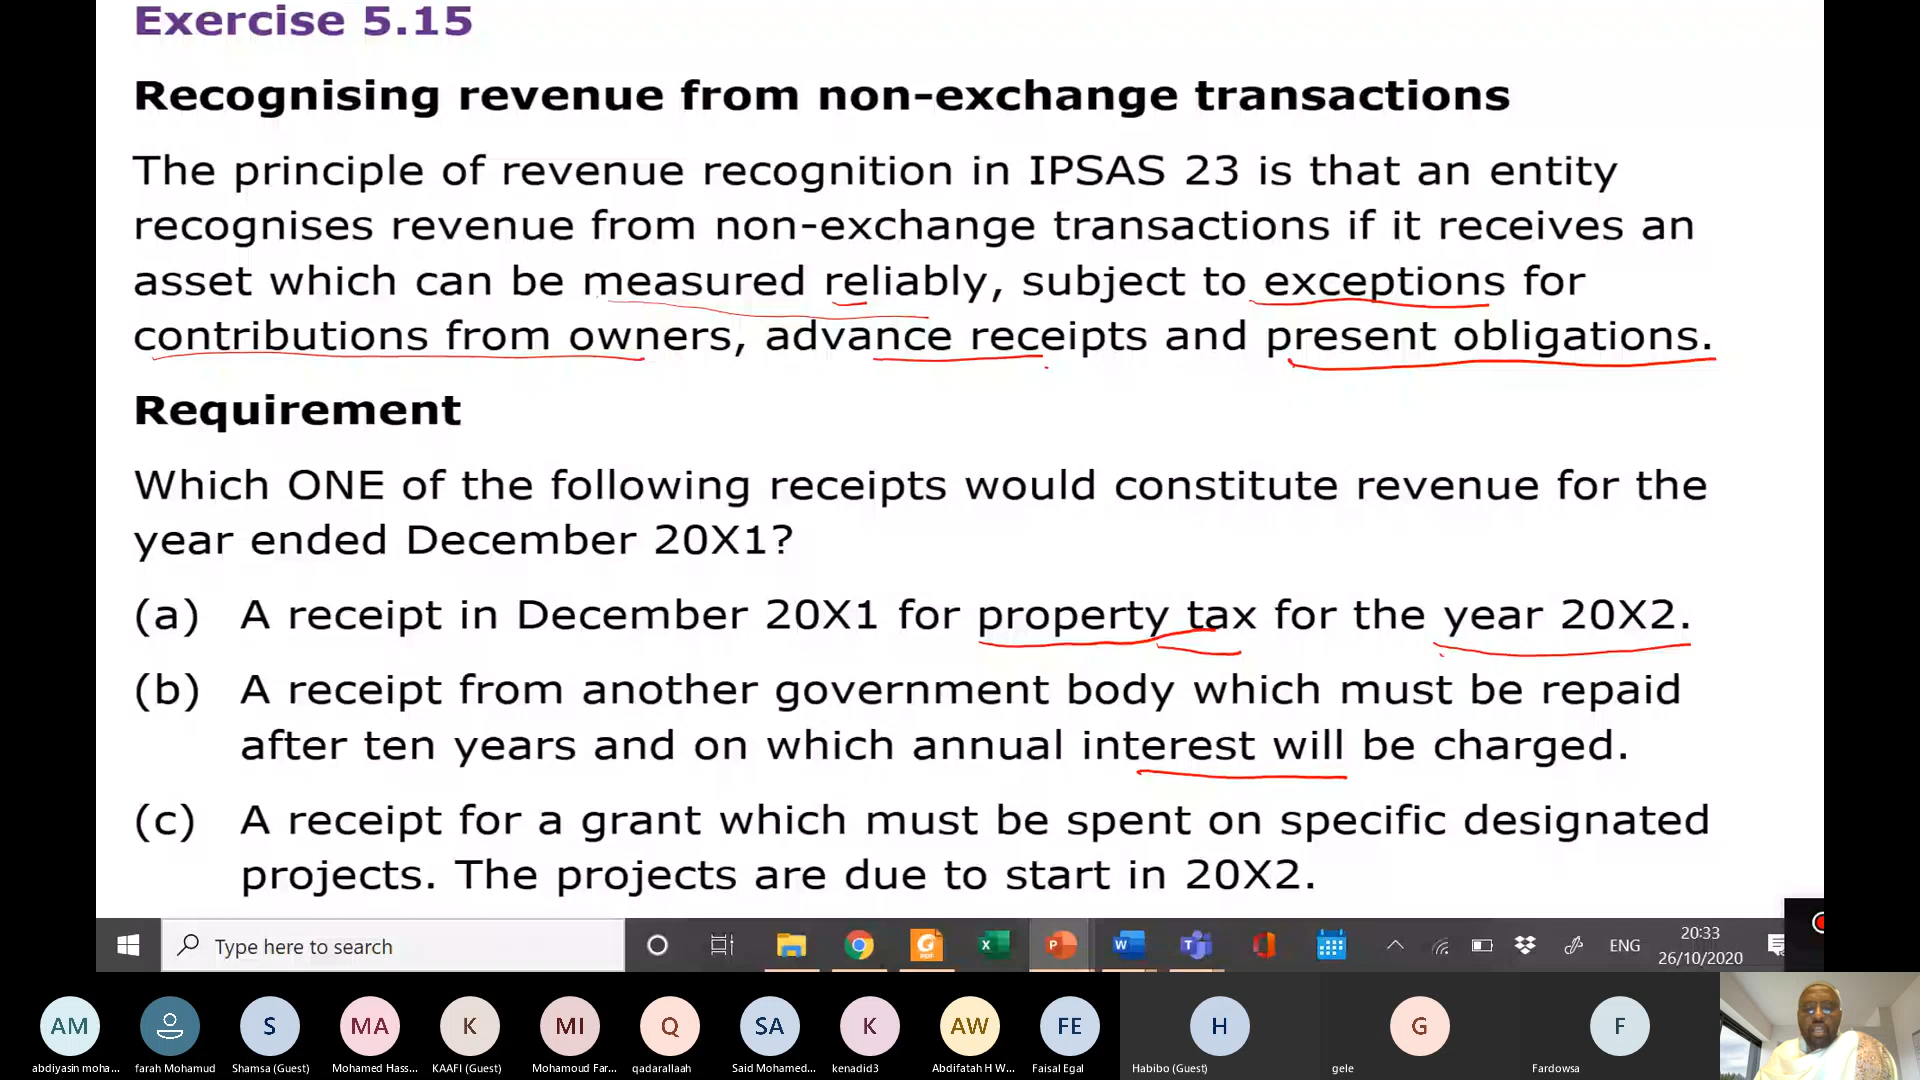 Exercise 5.15
Recognising revenue from non-exchange transactions
The principle of revenue recognition in IPSAS 23 is that an entity
recognises revenue from non-exchange transactions if it receives an
asset which can be measured reliably, subject to exceptions for
contributions from owners, advance receipts and present obligations.
Requirement
Which ONE of the following receipts would constitute revenue for the
year ended December 20X1?
(a) A receipt in December 20X1 for property tax for the year 20X2.
(b) A receipt from another government body which must be repaid
after ten years and on which annual interest will be charged.
(c) A receipt for a grant which must be spent on specific designated
projects. The projects are due to start in 20X2.
Type here to search
ENG
20:33
26/10/2020
AM
S
MA
K
MI
Q
SA
K
AW
FE
H
G
F
abdiyasin moha...
farah Mohamud
Shamsa (Guest)
Mohamed Hass...
KAAFI (Guest)
Mohamoud Far...
qadarallaah
Said Mohamed...
kenadid3
Abdifatah H W...
Faisal Egal
Habibo (Guest)
gele
Fardowsa